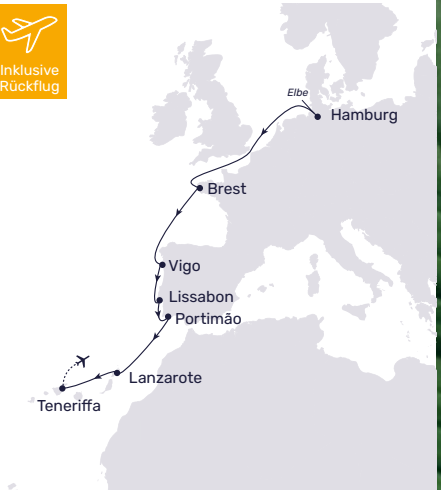 Inklusive
Rückflug
Elbe
Hamburg
Brest
Vigo
Lissabon
Portimão
Lanzarote
Teneriffa